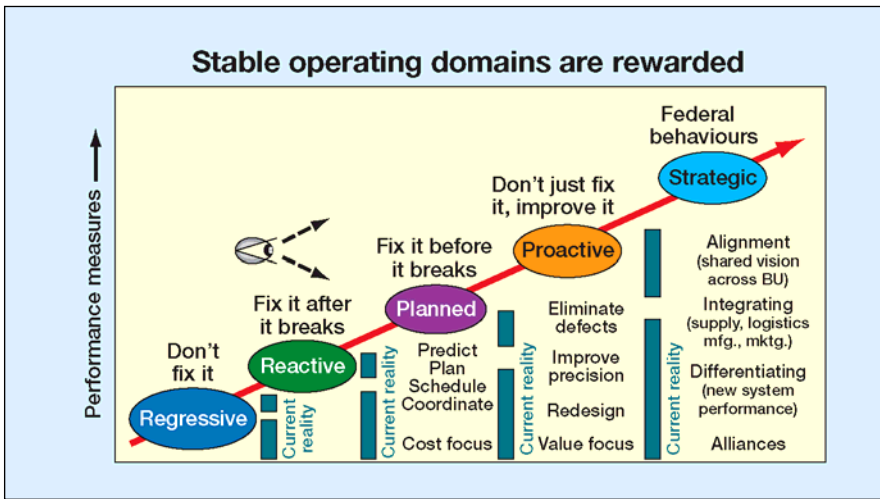 Stable operating domains are rewarded
Performance measures
Federal
behaviours
Strategic
Don't just fix
it, improve it
Proactive
Fix it before
it breaks
Planned
Fix it after
it breaks
Reactive
Don't
fix it
Regressive
Current
reality
Current reality
Predict
Plan
Schedule
Coordinate
Cost focus
Current reality
Eliminate
defects
Improve
precision
Redesign
Value focus
Current reality
Alignment
(shared vision
across BU)
Integrating
(supply, logistics
mfg., mktg.)
Differentiating
(new system
performance)
Alliances